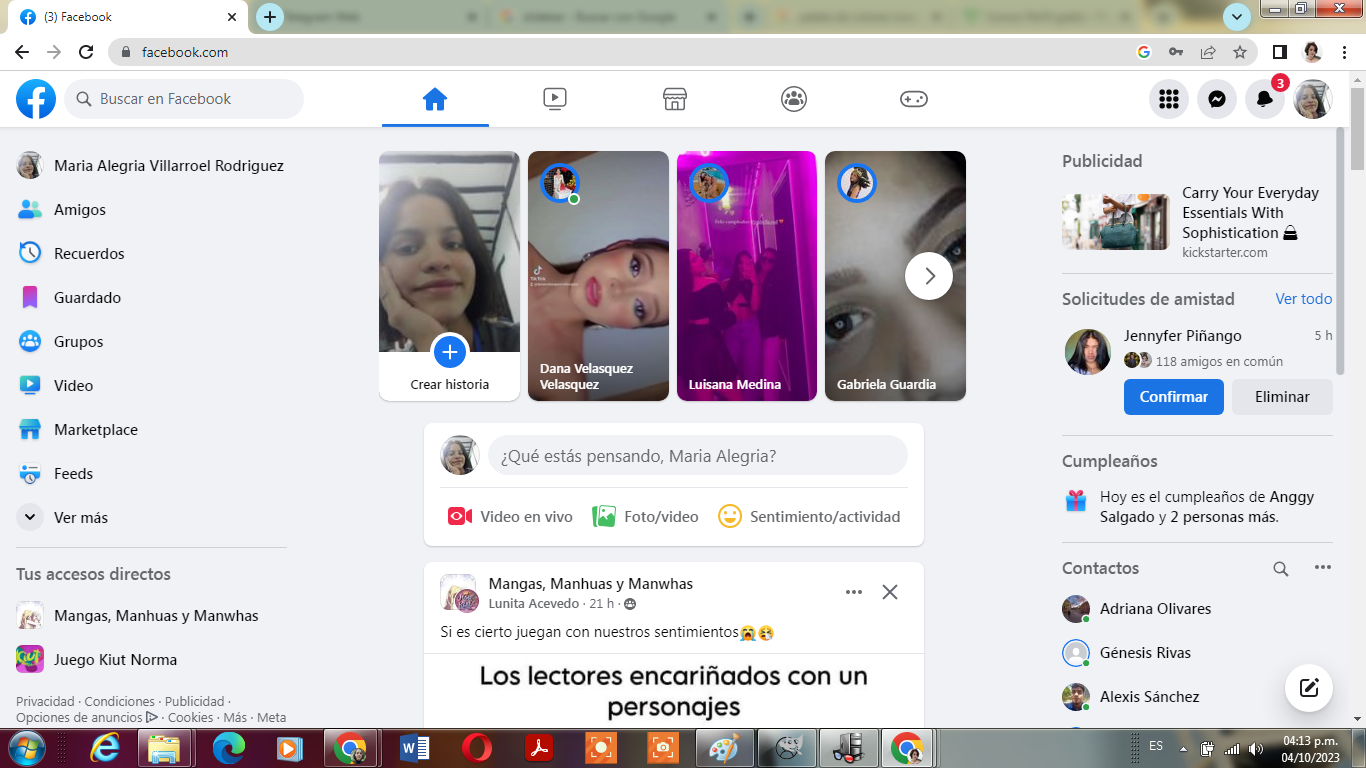 (3) Facebook
facebook.com
Buscar en Facebook
3
Maria Alegria Villarroel Rodriguez
Amigos
Recuerdos
Guardado
Grupos
Video
Marketplace
Feeds
Ver más
Tus accesos directos
Mangas, Manhuas y Manwhas
Juego Kiut Norma
Privacidad · Condiciones · Publicidad ·
Opciones de anuncios · Cookies · Más · Meta
Crear historia
TikTok
Dana Velasquez
Velasquez
Luisana Medina
Gabriela Guardia
¿Qué estás pensando, Maria Alegria?
Video en vivo
Foto/video
Sentimiento/actividad
Mangas, Manhuas y Manwhas
Lunita Acevedo · 21 h ·
Si es cierto juegan con nuestros sentimientos😭🤧
Los lectores encariñados con un
personajes
Publicidad
Carry Your Everyday
Essentials With
Sophistication 👜
kickstarter.com
Solicitudes de amistad
Ver todo
Jennyfer Piñango
5 h
118 amigos en común
Confirmar
Eliminar
Cumpleaños
Hoy es el cumpleaños de Anggy
Salgado y 2 personas más.
Contactos
Adriana Olivares
Génesis Rivas
Alexis Sánchez
ES
04:13 p.m.
04/10/2023